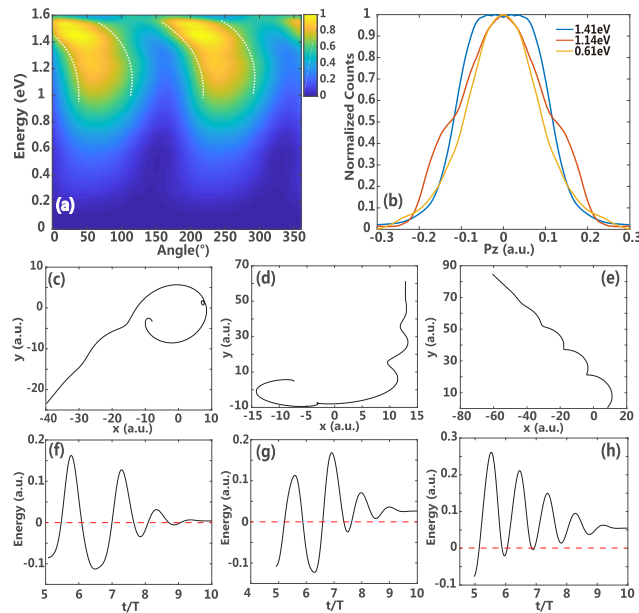 1.6
1.4
1.2
1
0.8
0.6
0.4
0.2
0
Energy (eV)
0 50 100 150 200 250 300 350
Angle(°)
(a)
1
0.8
0.6
0.4
0.2
0
1
0.9
0.8
0.7
0.6
0.5
0.4
0.3
0.2
0.1
0
Normalized Counts
1.41eV
1.14eV
0.61eV
(b)
-0.3 -0.2 -0.1 0 0.1 0.2 0.3
Pz (a.u.)
(c)
10
0
-10
-20
y (a.u.)
-40 -30 -20 -10 0 10
x (a.u.)
(d)
70
60
50
40
30
20
10
0
-10
y (a.u.)
-15 -10 -5 0 5 10 15
x (a.u.)
(e)
90
70
50
30
10
y (a.u.)
-80 -60 -40 -20 0 20
x (a.u.)
(f)
0.2
0.1
0
-0.1
Energy (a.u.)
5 6 7 8 9 10
t/T
(g)
0.2
0.1
0
-0.1
Energy (a.u.)
4 5 6 7 8 9 10
t/T
(h)
0.3
0.2
0.1
0
-0.1
Energy (a.u.)
4 5 6 7 8 9 10
t/T